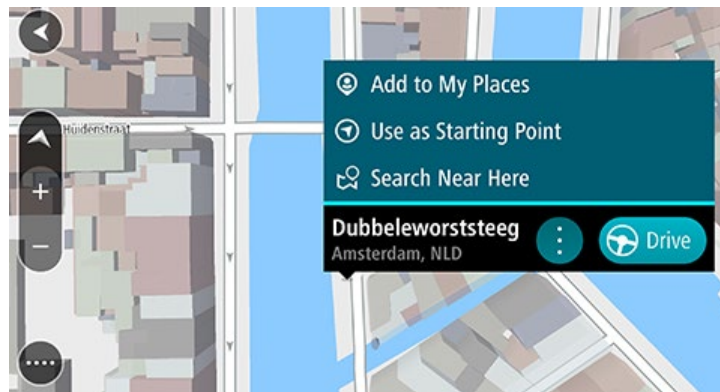 Add to My Places
Huidenstraat
Use as Starting Point
Search Near Here
Dubbeleworststeeg
Amsterdam, NLD
Drive